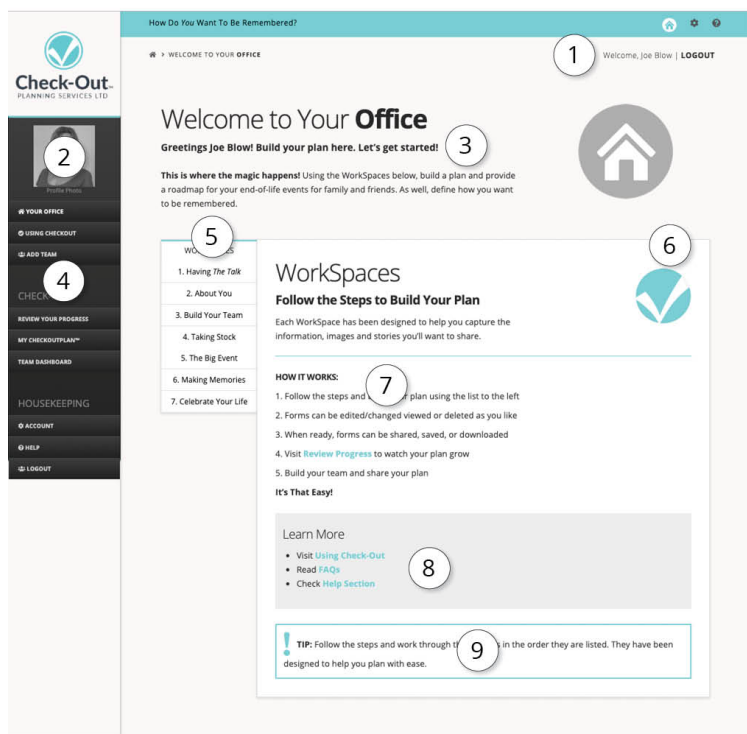 How Do You Want To Be Remembered?
> WELCOME TO YOUR OFFICE
1
Welcome, Joe Blow | LOGOUT
Check-Out™
PLANNING SERVICES LTD
2
Profile Photo
YOUR OFFICE
USING CHECKOUT
ADD TEAM
4
CHECK
REVIEW YOUR PROGRESS
MY CHECKOUTPLAN™
TEAM DASHBOARD
HOUSEKEEPING
ACCOUNT
HELP
LOGOUT
Welcome to Your Office
Greetings Joe Blow! Build your plan here. Let's get started!
3
This is where the magic happens! Using the WorkSpaces below, build a plan and provide
a roadmap for your end-of-life events for family and friends. As well, define how you want
to be remembered.
5
1. Having The Talk
2. About You
3. Build Your Team
4. Taking Stock
5. The Big Event
6. Making Memories
7. Celebrate Your Life
6
WorkSpaces
Follow the Steps to Build Your Plan
Each WorkSpace has been designed to help you capture the
information, images and stories you'll want to share.
HOW IT WORKS:
7
1. Follow the steps and your plan using the list to the left
2. Forms can be edited/changed viewed or deleted as you like
3. When ready, forms can be shared, saved, or downloaded
4. Visit Review Progress to watch your plan grow
5. Build your team and share your plan
It's That Easy!
Learn More
• Visit Using Check-Out
• Read FAQs
• Check Help Section
8
TIP: Follow the steps and work through in the order they are listed. They have been
designed to help you plan with ease.
9